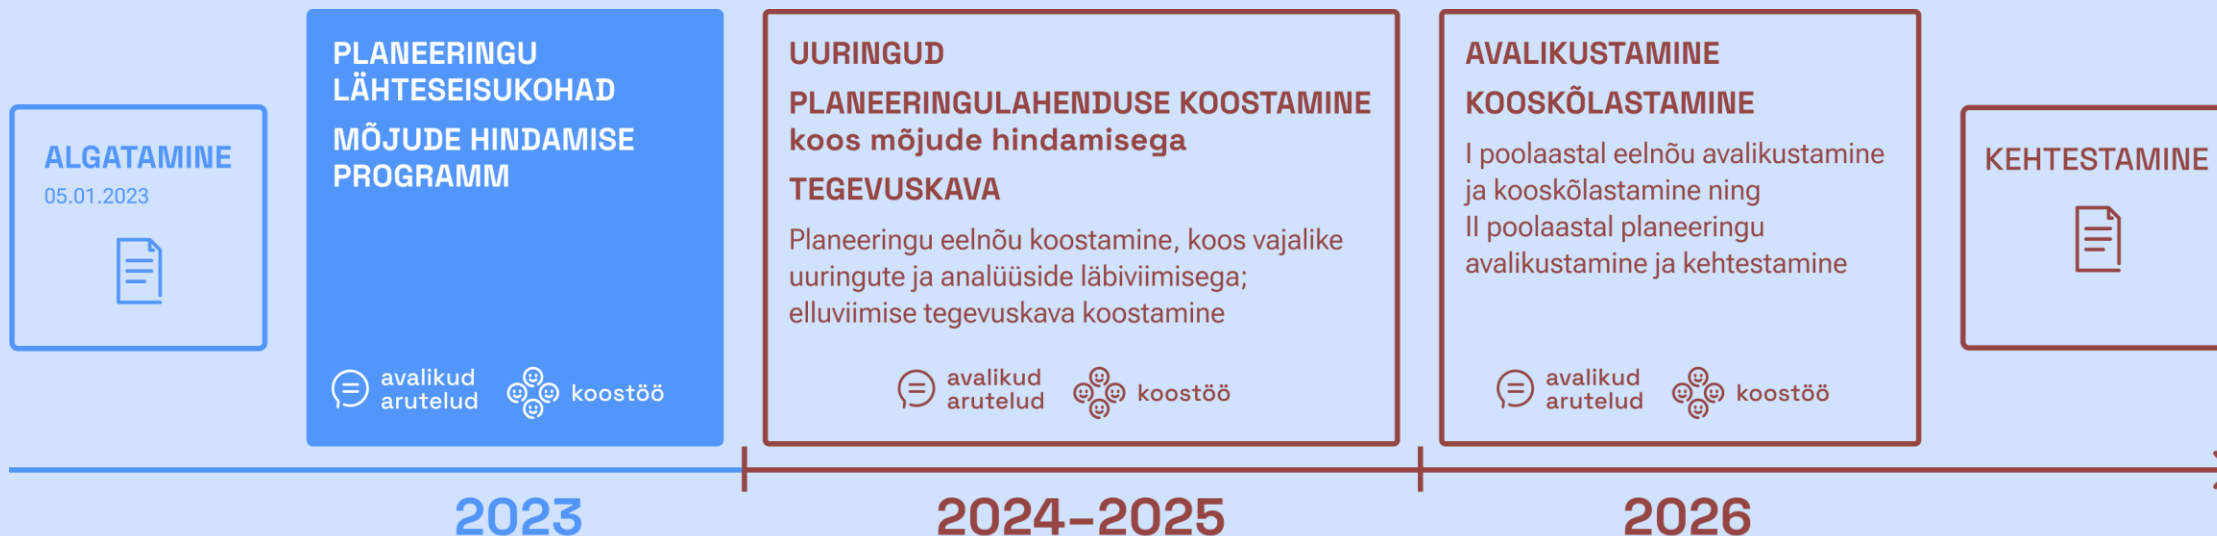 ALGATAMINE
05.01.2023
PLANEERINGU
LÄHTESEISUKOHAD
MÕJUDE HINDAMISE
PROGRAMM
avalikud
arutelud
koostöö
UURINGUD
PLANEERINGULAHENDUSE KOOSTAMINE
koos mõjude hindamisega
TEGEVUSKAVA
Planeeringu eelnõu koostamine, koos vajalike
uuringute ja analüüside läbiviimisega;
elluviimise tegevuskava koostamine
avalikud
arutelud
koostöö
AVALIKUSTAMINE
KOOSKÕLASTAMINE
I poolaastal eelnõu avalikustamine
ja kooskõlastamine ning
II poolaastal planeeringu
avalikustamine ja kehtestamine
avalikud
arutelud
koostöö
KEHTESTAMINE
2023
2024–2025
2026